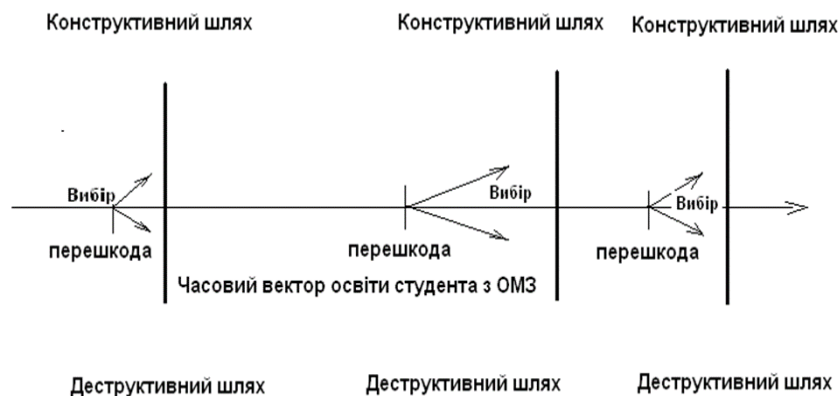 Конструктивний шлях
Конструктивний шлях
Конструктивний шлях
Вибір
Вибір
Вибір
перешкода
перешкода
перешкода
Часовий вектор освіти студента з ОМЗ
Деструктивний шлях
Деструктивний шлях
Деструктивний шлях